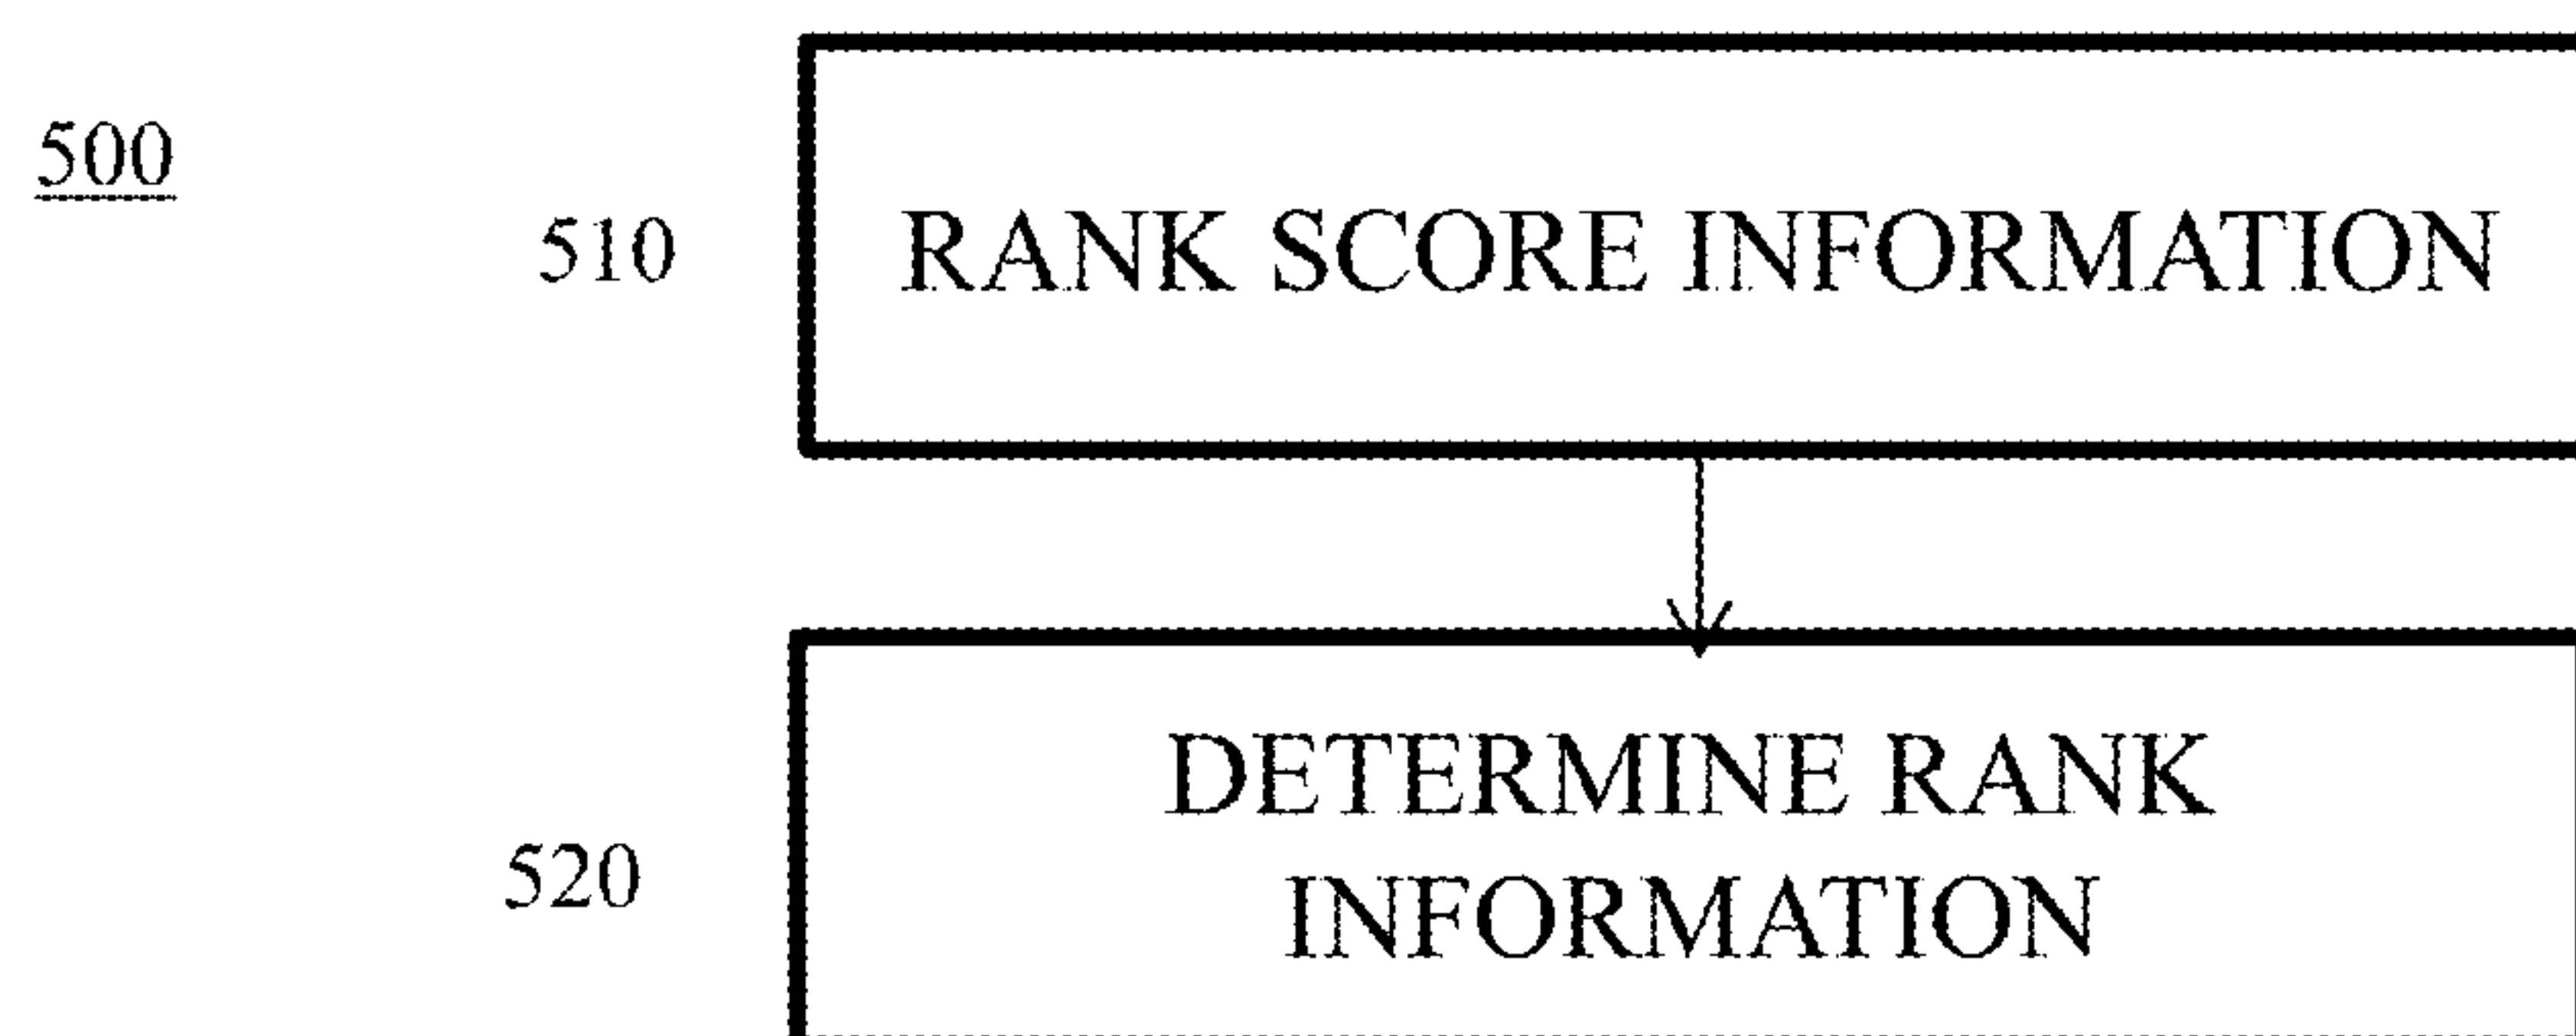 500
510
RANK SCORE INFORMATION
520
DETERMINE RANK
INFORMATION